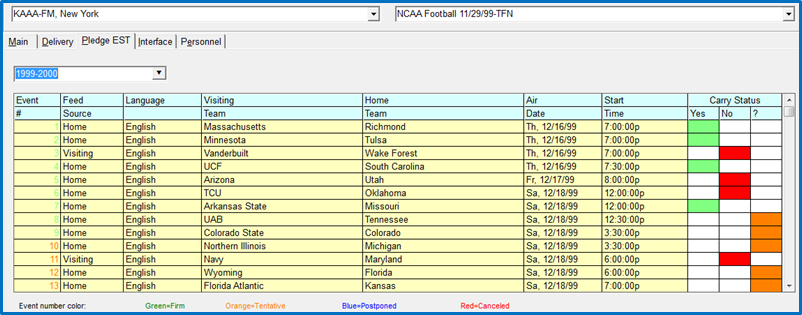 KAAA-FM, New York NCAA Football 11/29/99-TFN
Main Delivery Pledge EST Interface Personnel
1999-2000
Event Feed Language Visiting Home Air Start Carry Status
# Source Team Team Date Time Yes No ?
1 Home English Massachusetts Richmond Th, 12/16/99 7:00:00p
2 Home English Minnesota Tulsa Th, 12/16/99 7:00:00p
3 Visiting English Vanderbuilt Wake Forest Th, 12/16/99 7:00:00p
4 Home English UCF South Carolina Th, 12/16/99 7:30:00p
5 Home English Arizona Utah Fr, 12/17/99 8:00:00p
6 Home English TCU Oklahoma Sa, 12/18/99 12:00:00p
7 Home English Arkansas State Missouri Sa, 12/18/99 12:00:00p
8 Home English UAB Tennessee Sa, 12/18/99 12:30:00p
9 Home English Colorado State Colorado Sa, 12/18/99 3:30:00p
10 Home English Northern Illinois Michigan Sa, 12/18/99 3:30:00p
11 Visiting English Navy Maryland Sa, 12/18/99 6:00:00p
12 Home English Wyoming Florida Sa, 12/18/99 6:00:00p
13 Home English Florida Atlantic Kansas Sa, 12/18/99 7:00:00p
Event number color: Green=Firm Orange=Tentative Blue=Postponed Red=Canceled